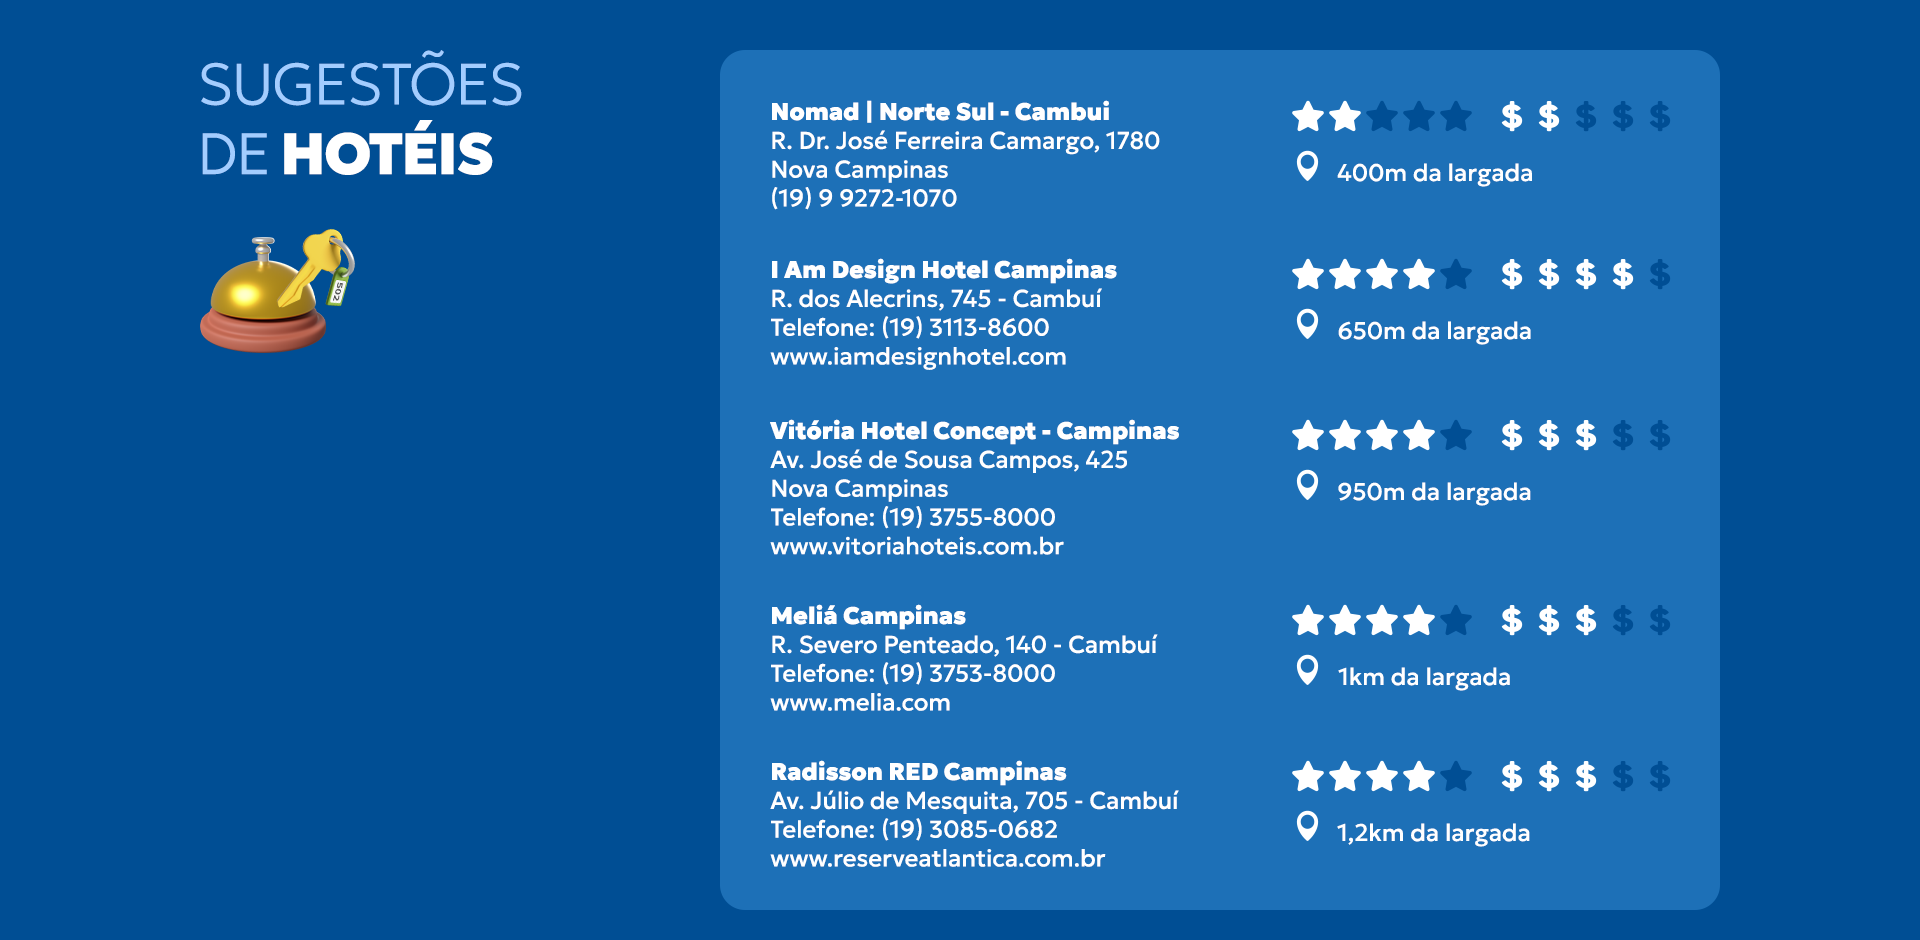 SUGESTÕES
DE HOTÉIS
502
Nomad | Norte Sul - Cambui
R. Dr. José Ferreira Camargo, 1780
Nova Campinas
(19) 9 9272-1070
$ $ $ $ $
400m da largada
I Am Design Hotel Campinas
R. dos Alecrins, 745 - Cambuí
Telefone: (19) 3113-8600
www.iamdesignhotel.com
$ $ $ $ $
650m da largada
Vitória Hotel Concept - Campinas
Av. José de Sousa Campos, 425
Nova Campinas
Telefone: (19) 3755-8000
www.vitoriahoteis.com.br
$ $ $ $ $
950m da largada
Meliá Campinas
R. Severo Penteado, 140 - Cambuí
Telefone: (19) 3753-8000
www.melia.com
$ $ $ $ $
1km da largada
Radisson RED Campinas
Av. Júlio de Mesquita, 705 - Cambuí
Telefone: (19) 3085-0682
www.reserveatlantica.com.br
$ $ $ $ $
1,2km da largada